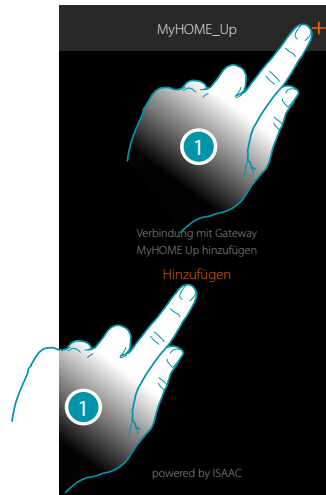 MyHOME_Up
+
1
Verbindung mit Gateway
MyHOME Up hinzufügen
Hinzufügen
1
powered by ISAAC